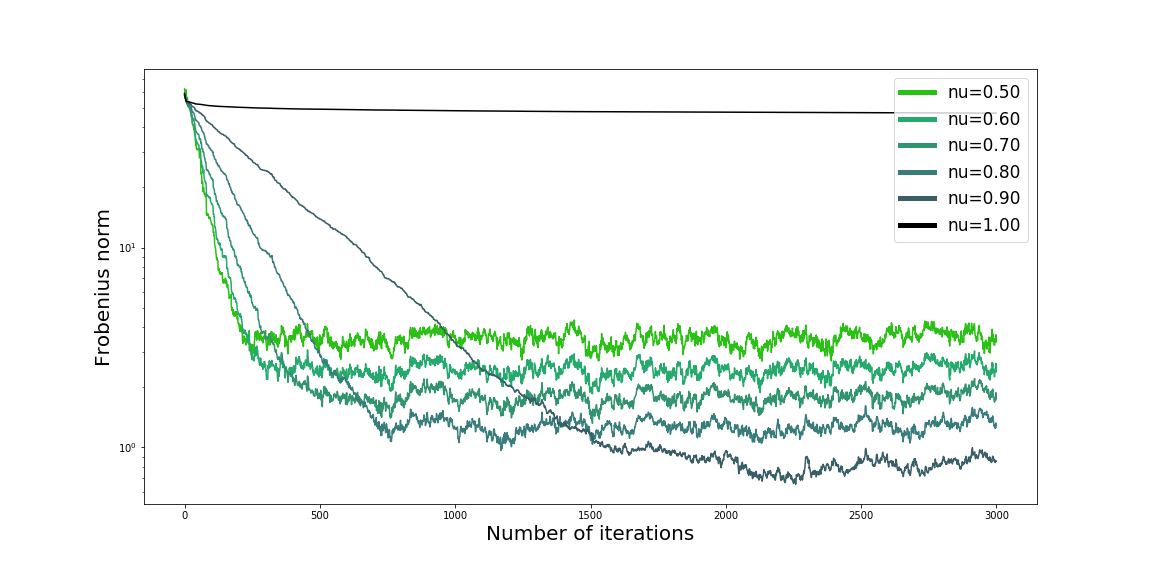 Frobenius norm
10¹
10⁰
nu=0.50
nu=0.60
nu=0.70
nu=0.80
nu=0.90
nu=1.00
0 500 1000 1500 2000 2500 3000
Number of iterations